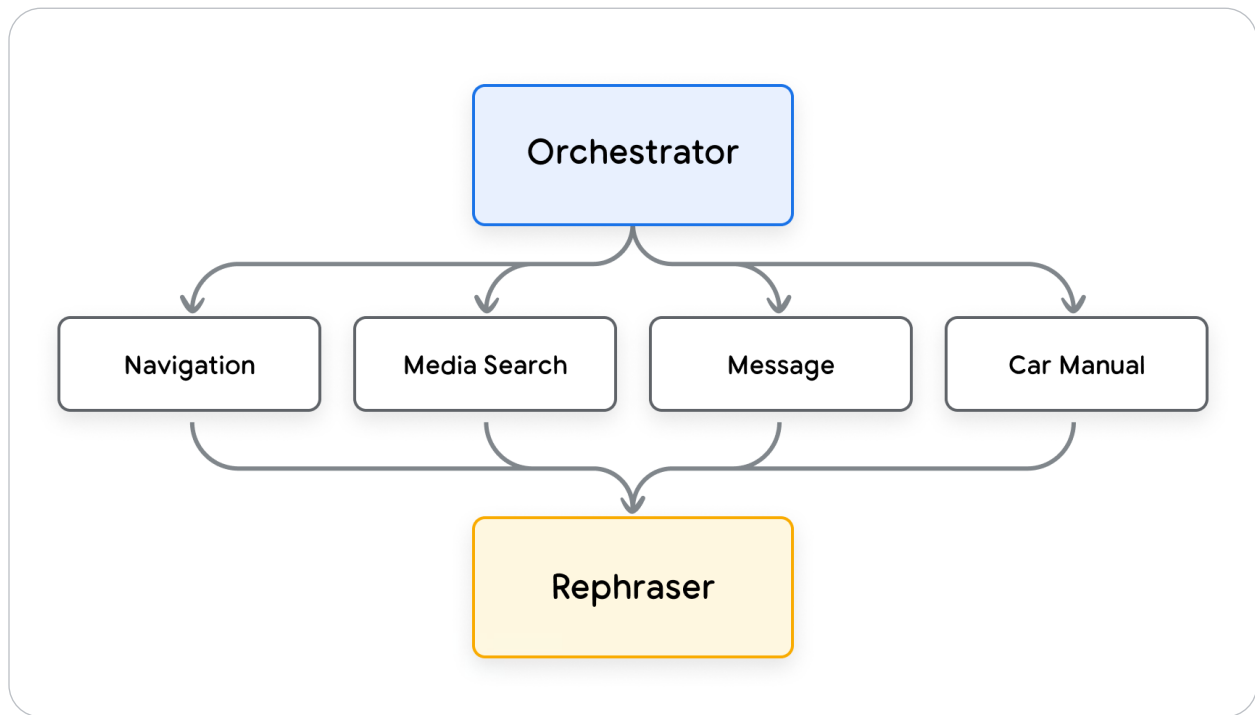 Orchestrator
Navigation
Media Search
Message
Car Manual
Rephraser